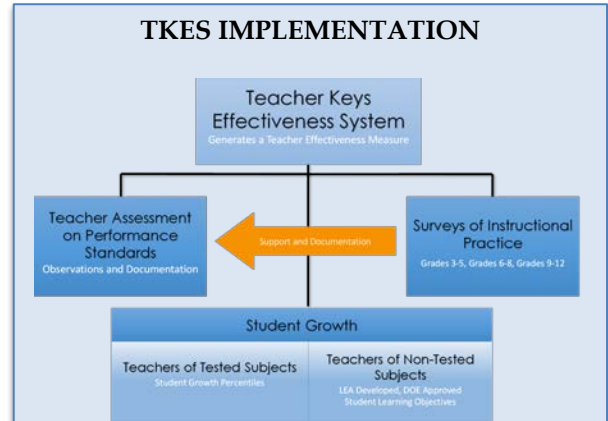 TKES IMPLEMENTATION
Teacher Keys
Effectiveness System
Generates a Teacher Effectiveness Measure
Teacher Assessment
on Performance
Standards
Observations and Documentation
Support and Documentation
Surveys of Instructional
Practice
Grades 3-5, Grades 6-8, Grades 9-12
Student Growth
Teachers of Tested Subjects
Student Growth Percentiles
Teachers of Non-Tested
Subjects
LEA Developed, DOE Approved
Student Learning Objectives